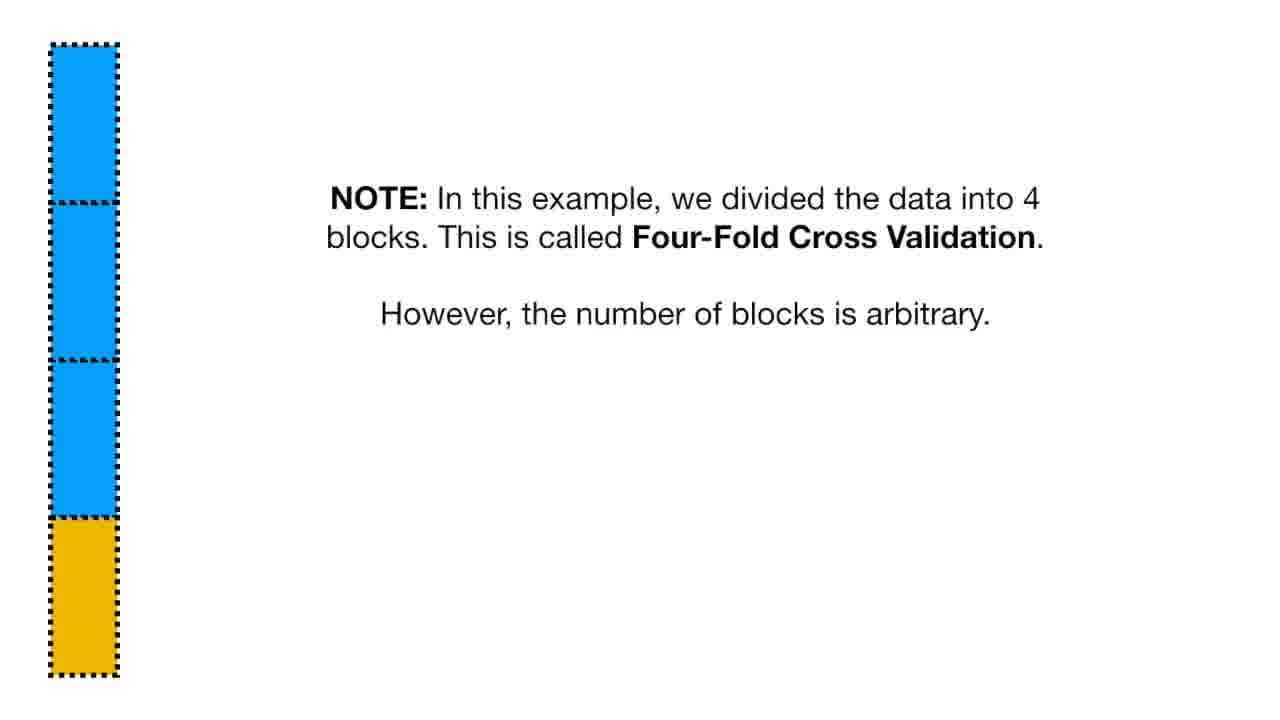 NOTE: In this example, we divided the data into 4
blocks. This is called Four-Fold Cross Validation.
However, the number of blocks is arbitrary.